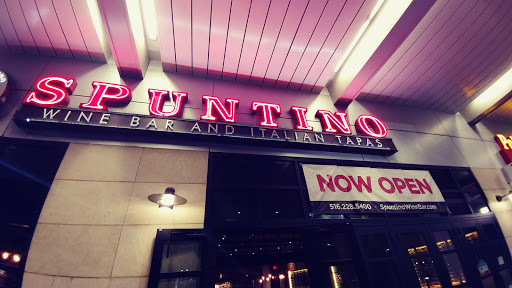 SPUNTINO
WINE BAR AND ITALIAN TAPAS
NOW OPEN
516.228.5400 SpuntinoWineBar.com